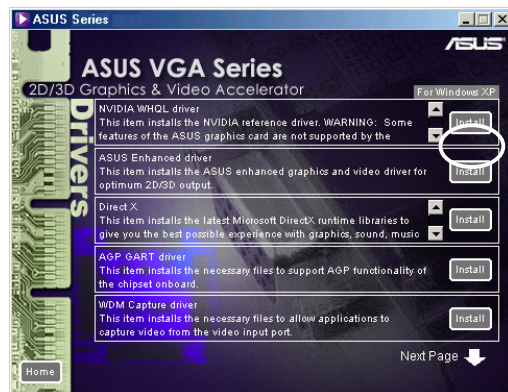 ASUS Series
ASUS
ASUS VGA Series
2D/3D Graphics & Video Accelerator
For Windows XP
Drivers
NVIDIA WHQL driver
This item installs the NVIDIA reference driver. WARNING: Some
features of the ASUS graphics card are not supported by the
Install
ASUS Enhanced driver
This item installs the ASUS enhanced graphics and video driver for
optimum 2D/3D output.
Install
Direct X
This item installs the latest Microsoft DirectX runtime libraries to
give you the best possible experience with graphics, sound, music
Install
AGP GART driver
This item installs the necessary files to support AGP functionality of
the chipset onboard.
Install
WDM Capture driver
This item installs the necessary files to allow applications to
capture video from the video input port.
Install
Next Page
Home